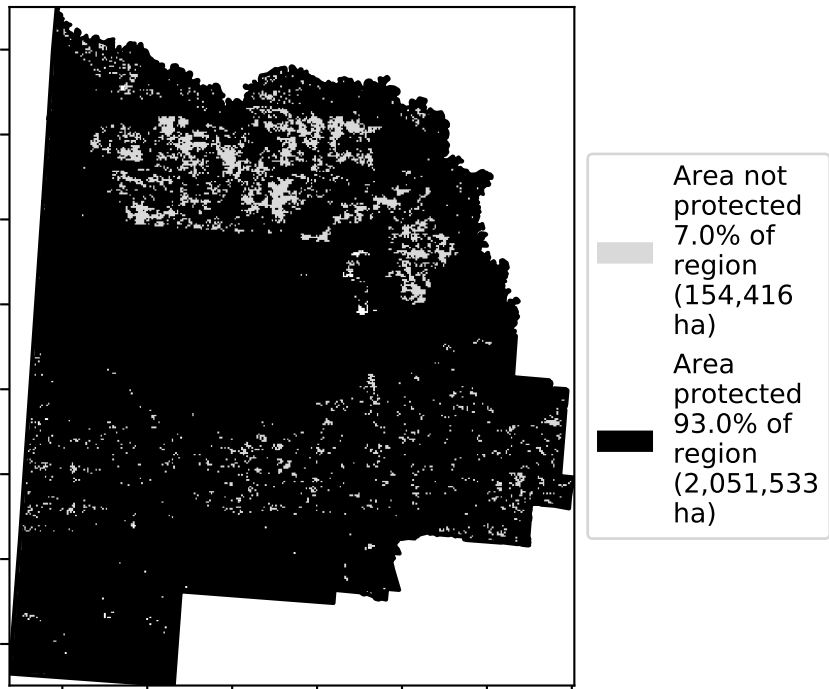 Area not
protected
7.0% of
region
(154,416
ha)
Area
protected
93.0% of
region
(2,051,533
ha)